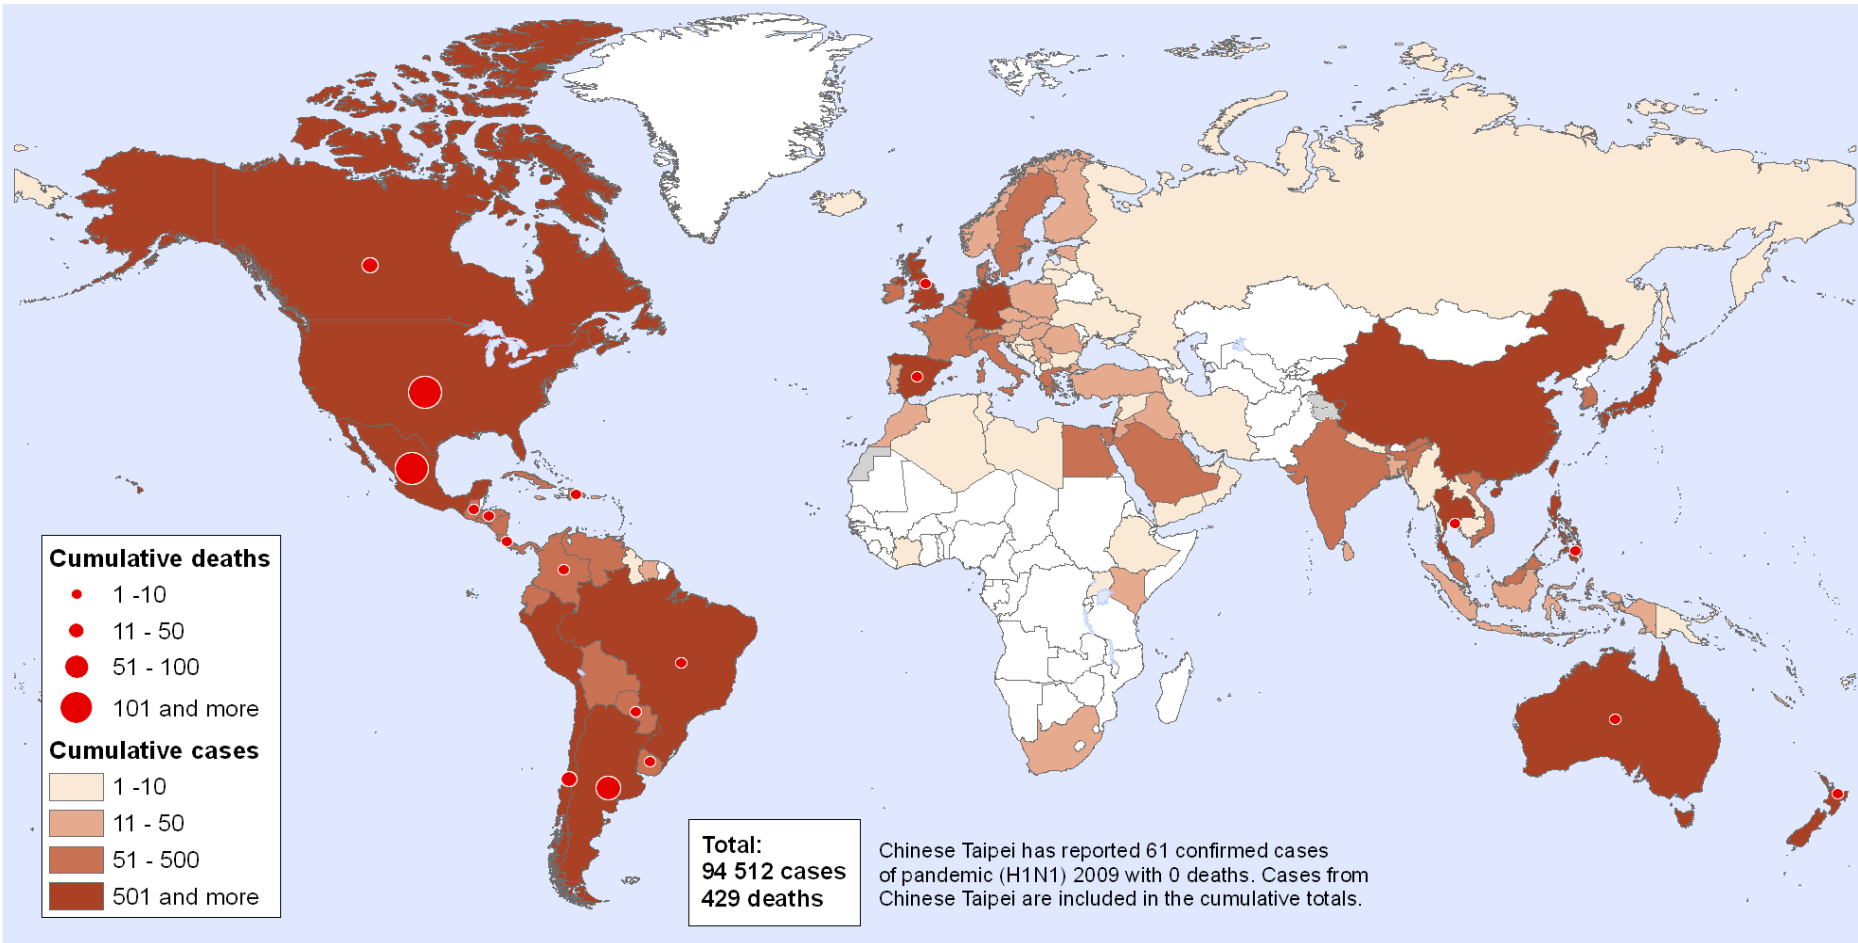 Cumulative deaths
1 -10
11 - 50
51 - 100
101 and more
Cumulative cases
1 -10
11 - 50
51 - 500
501 and more
Total:
94 512 cases
429 deaths
Chinese Taipei has reported 61 confirmed cases
of pandemic (H1N1) 2009 with 0 deaths. Cases from
Chinese Taipei are included in the cumulative totals.